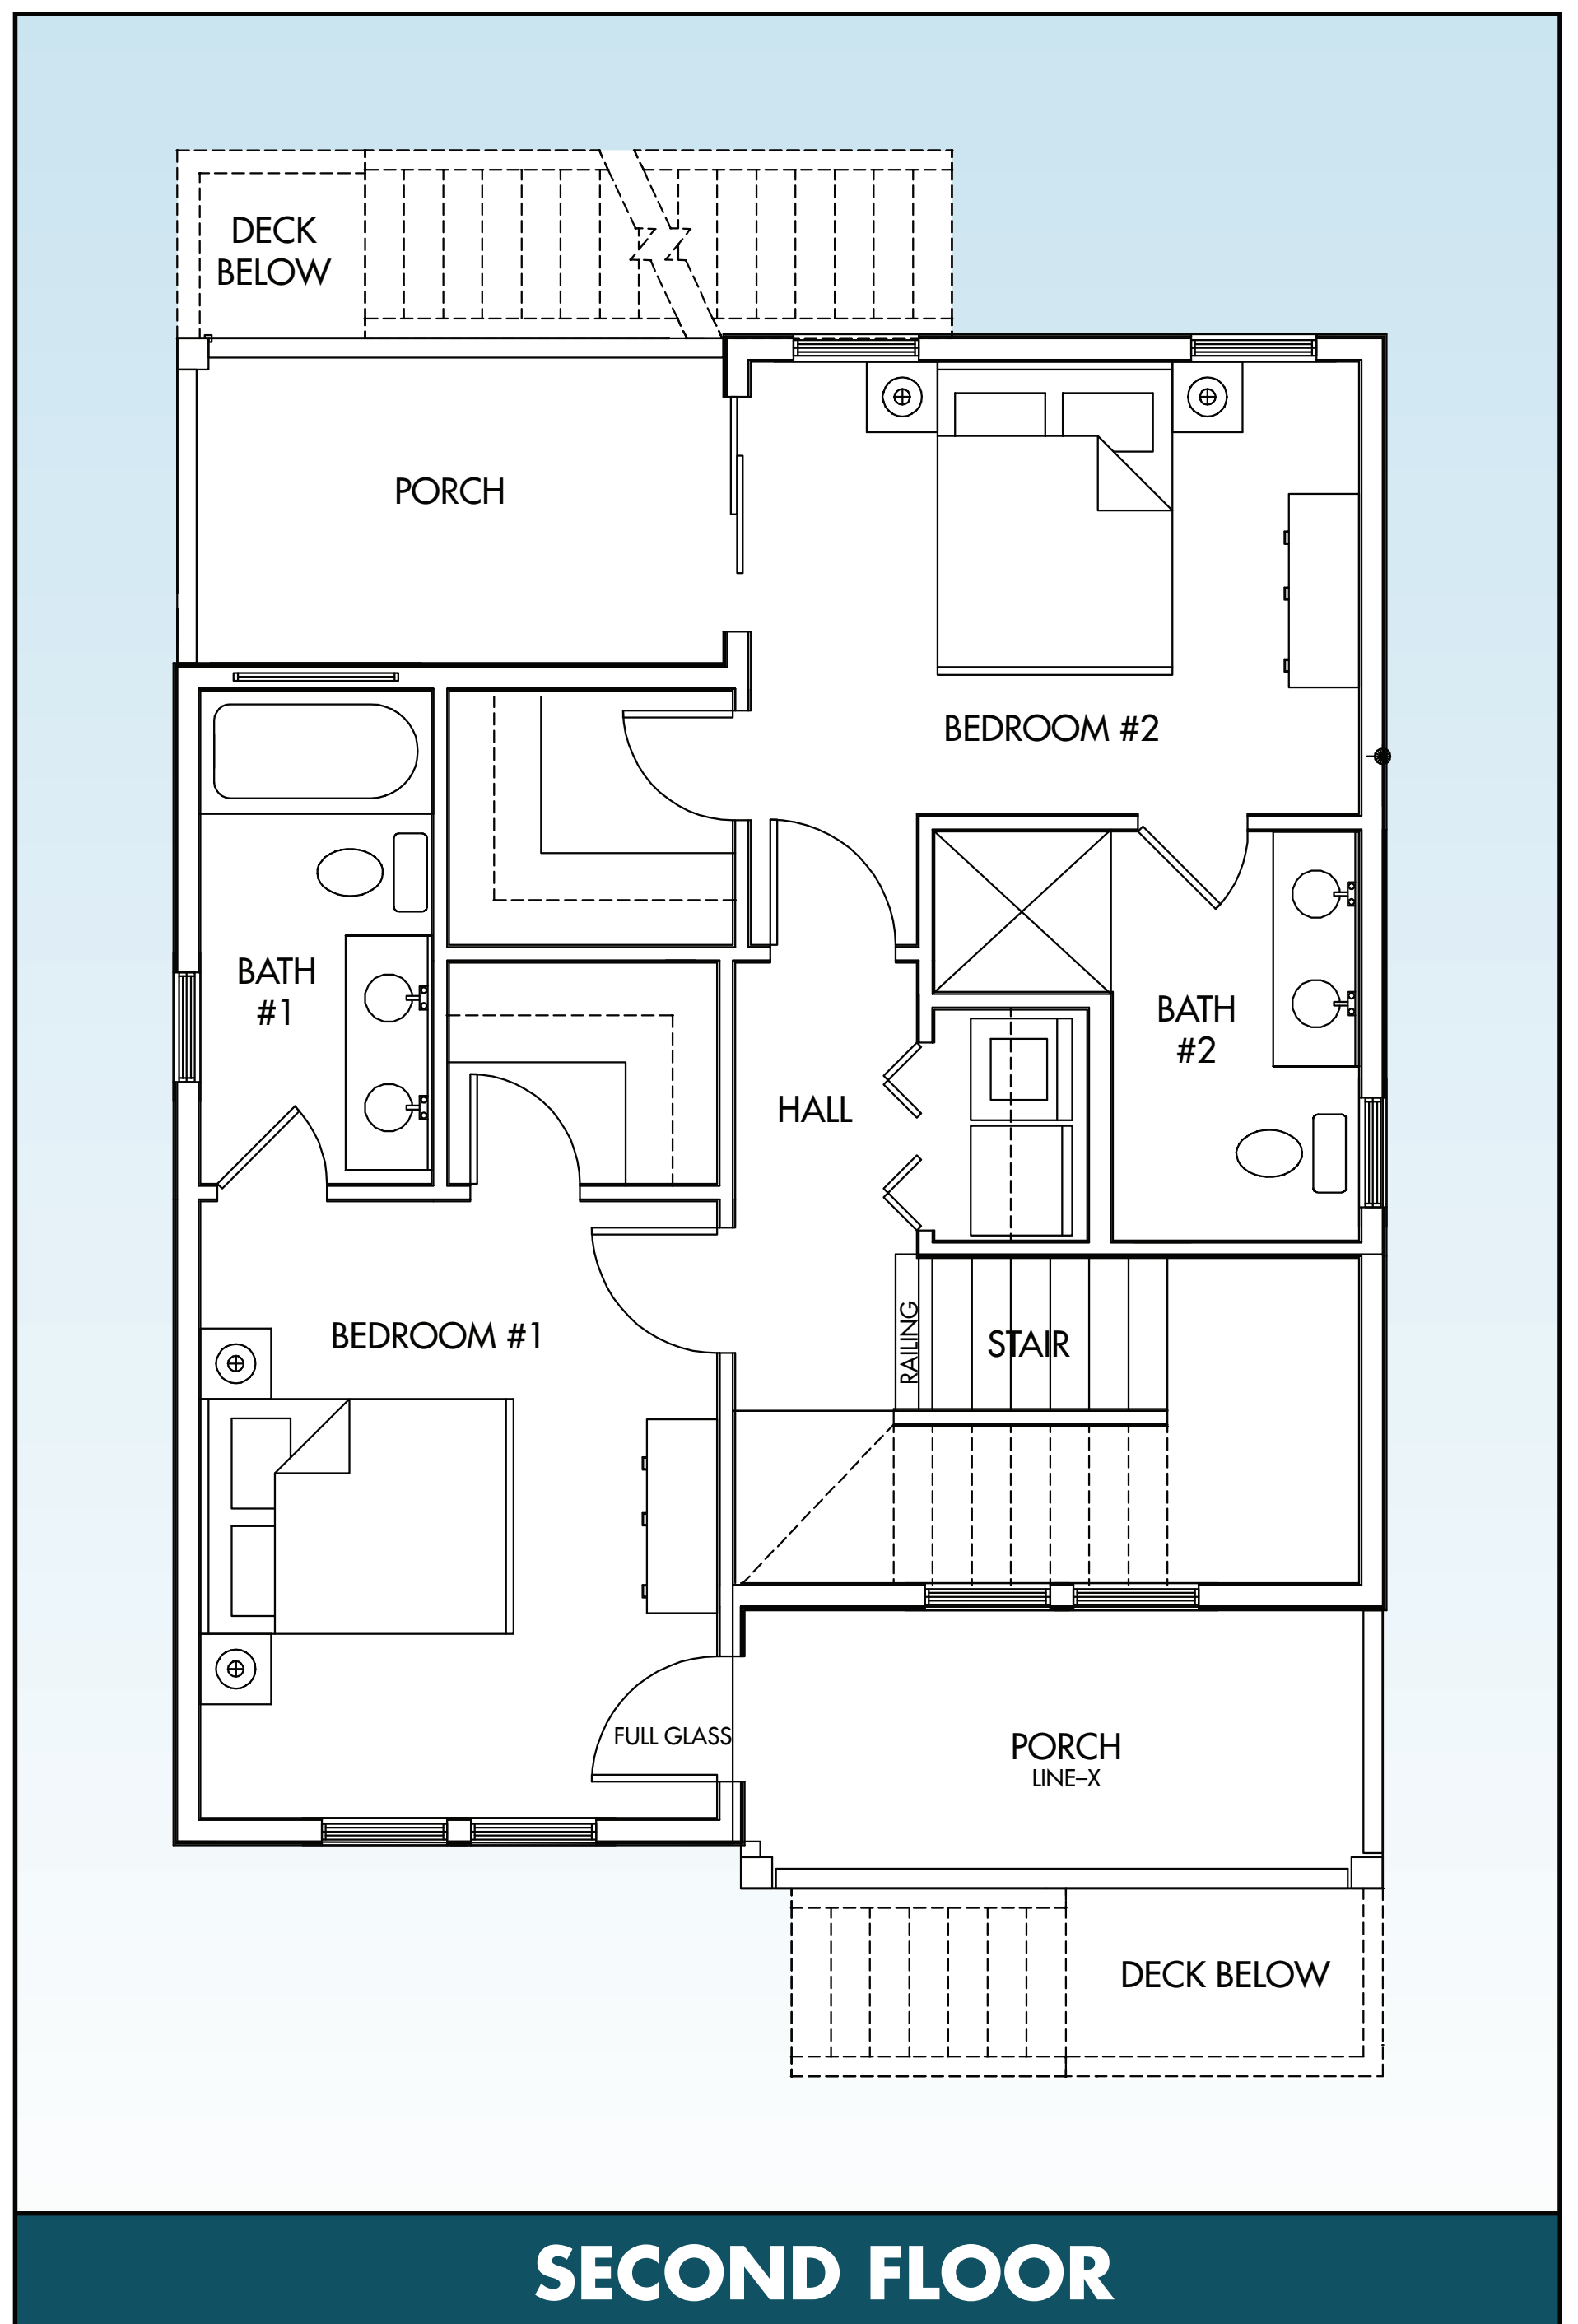 DECK
BELOW
PORCH
BEDROOM #2
BATH
#1
BATH
#2
HALL
BEDROOM #1
RAILING
STAIR
FULL GLASS
PORCH
LINE–X
DECK BELOW
SECOND FLOOR